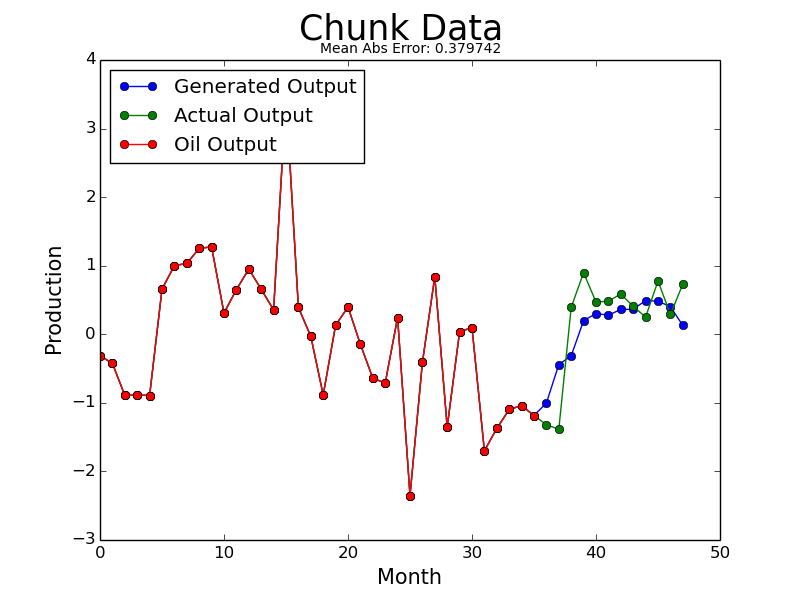 Chunk Data
Mean Abs Error: 0.379742
Generated Output
Actual Output
Oil Output
Production
4
3
2
1
0
−1
−2
−3
0 10 20 30 40 50
Month